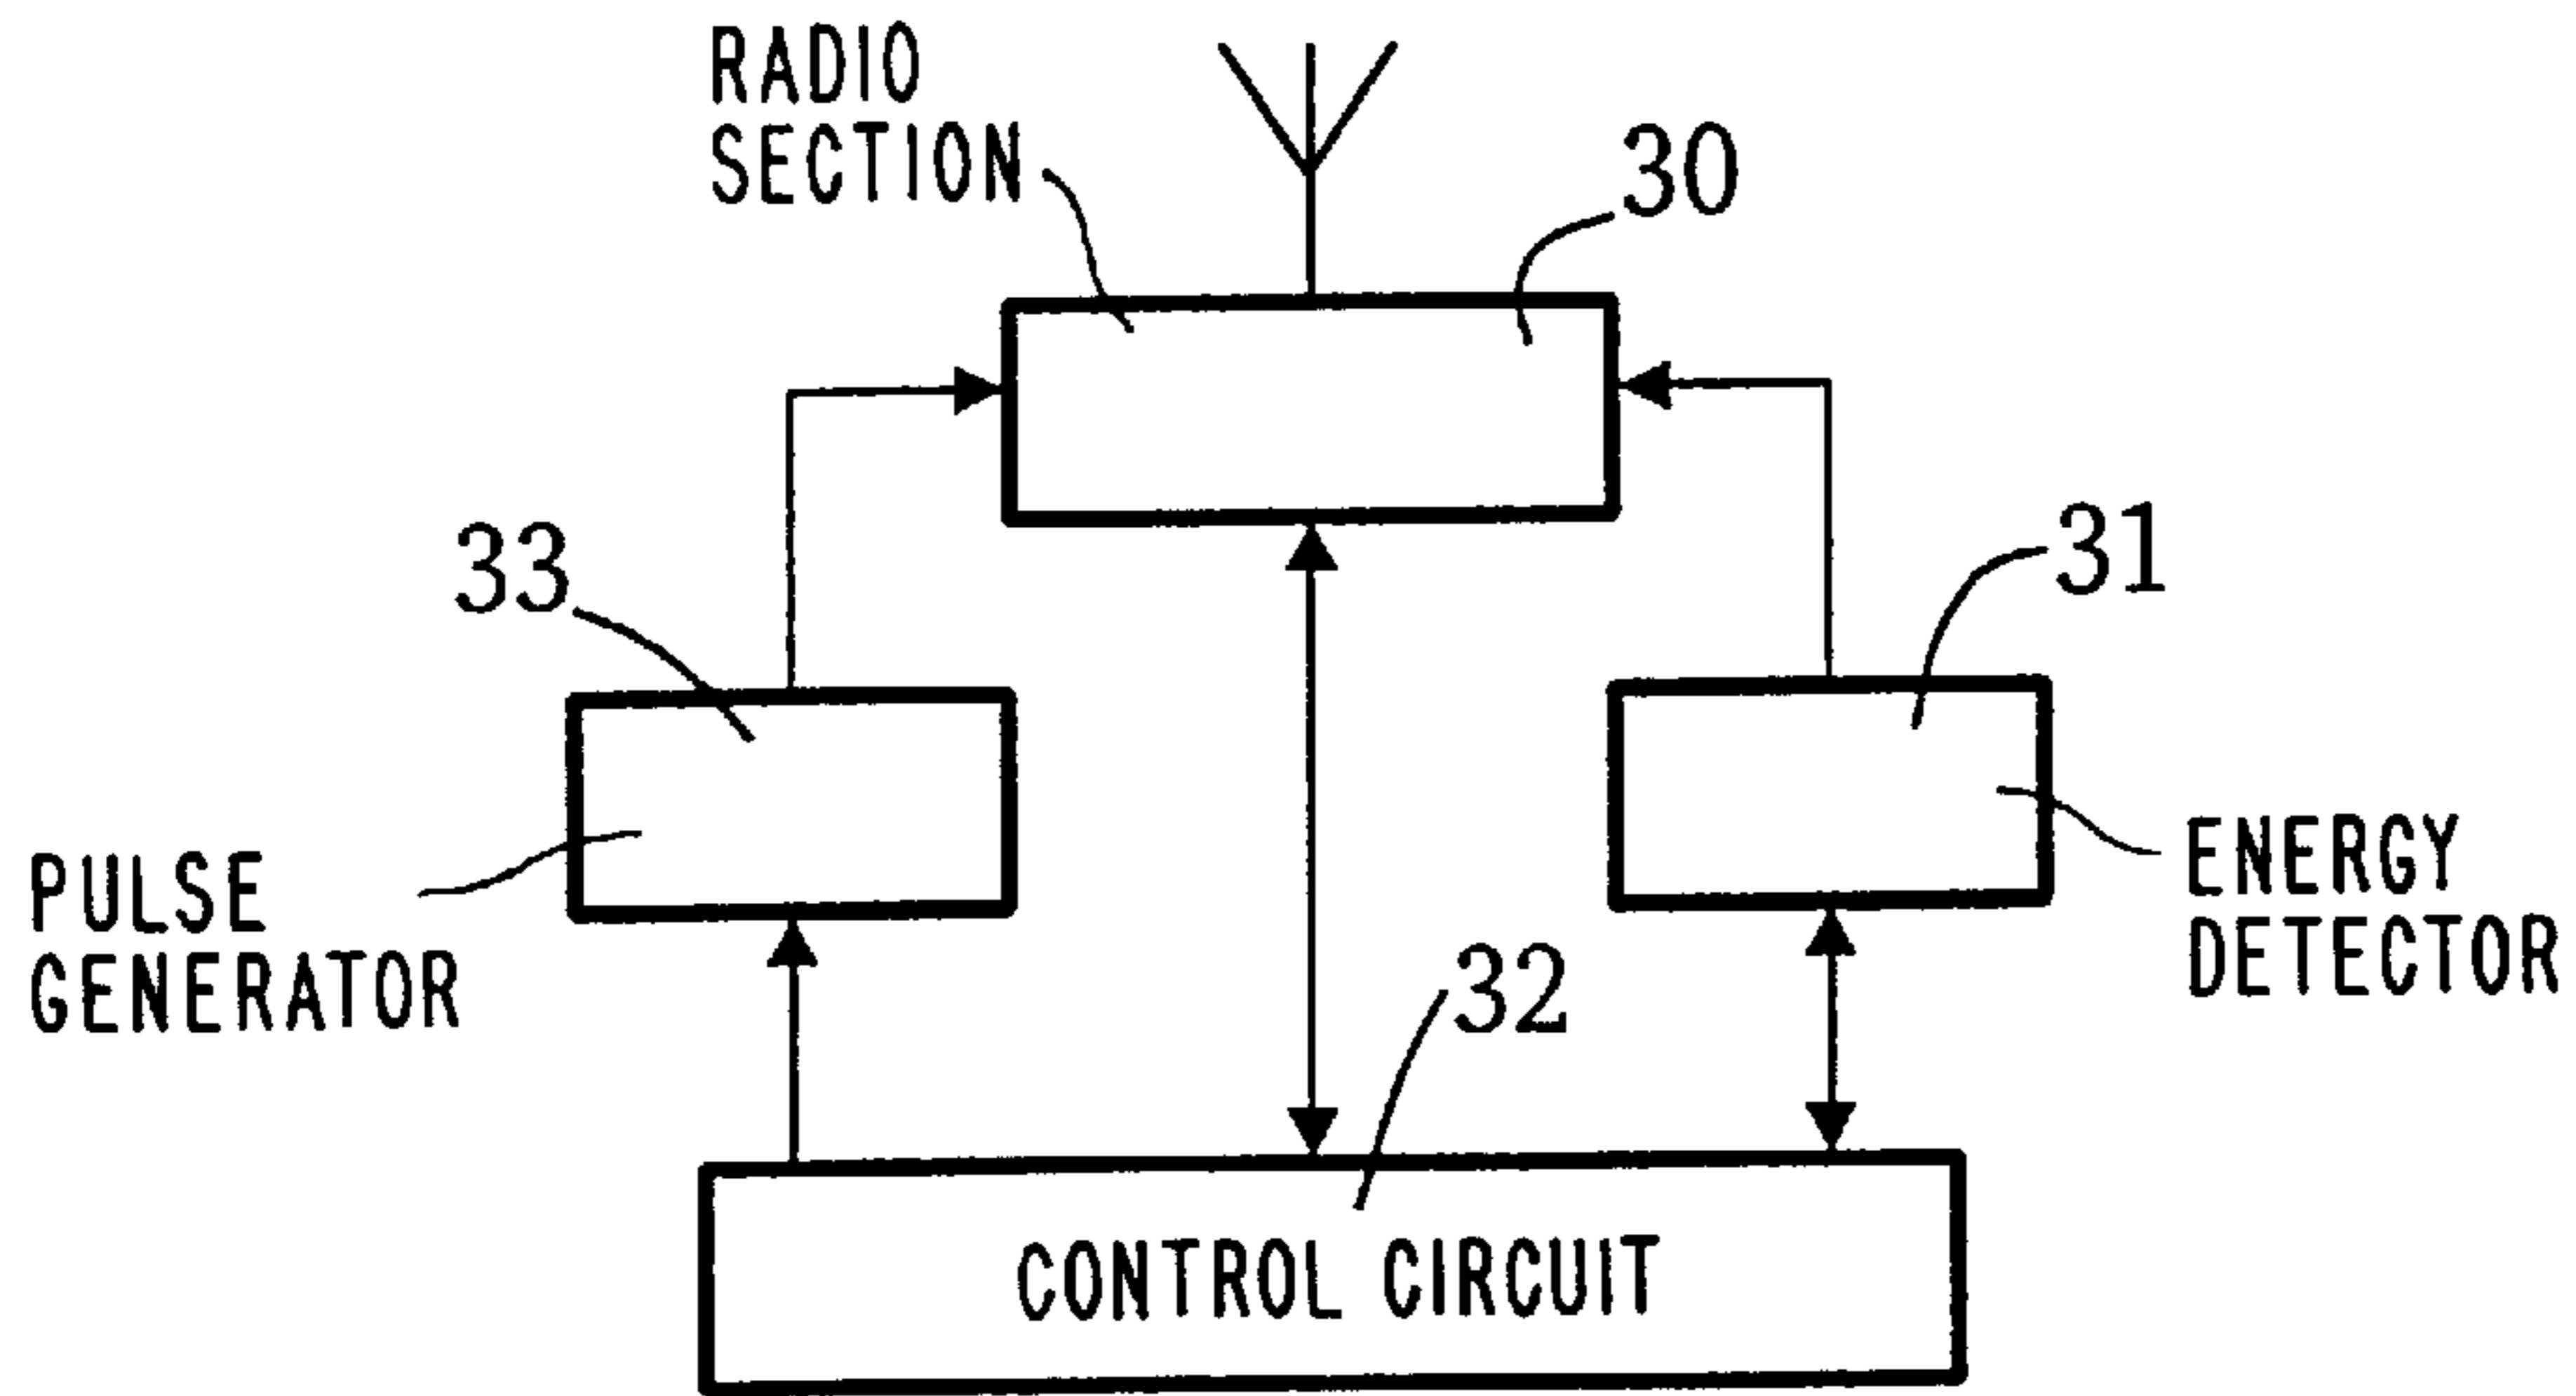 RADIO
SECTION
30
33
31
PULSE
GENERATOR
ENERGY
DETECTOR
32
CONTROL CIRCUIT